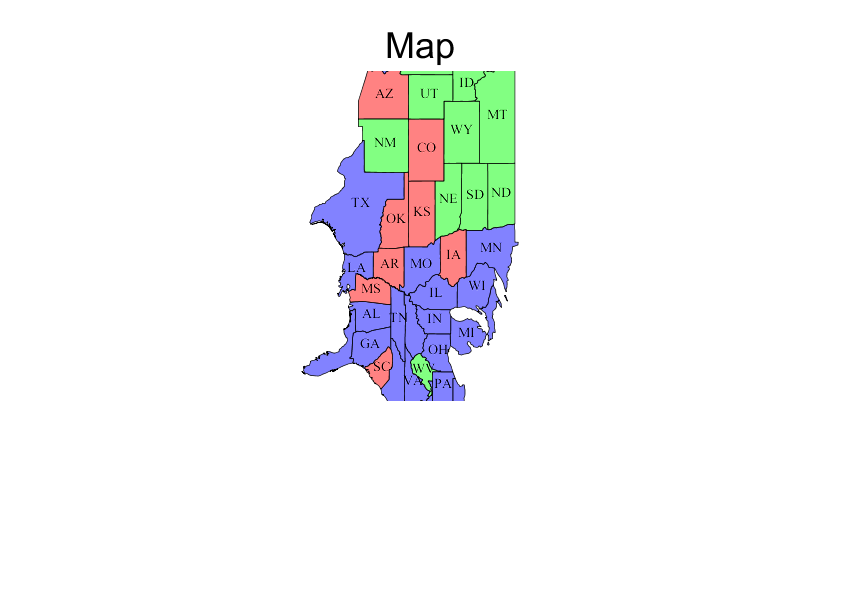 Map
ID
AZ UT
MT
WY
NM CO
NE SD ND
TX
KS
OK
MN
IA
LA AR MO
WI
MS IL
AL TN IN
MI
GA OH
SC WV
VA PA